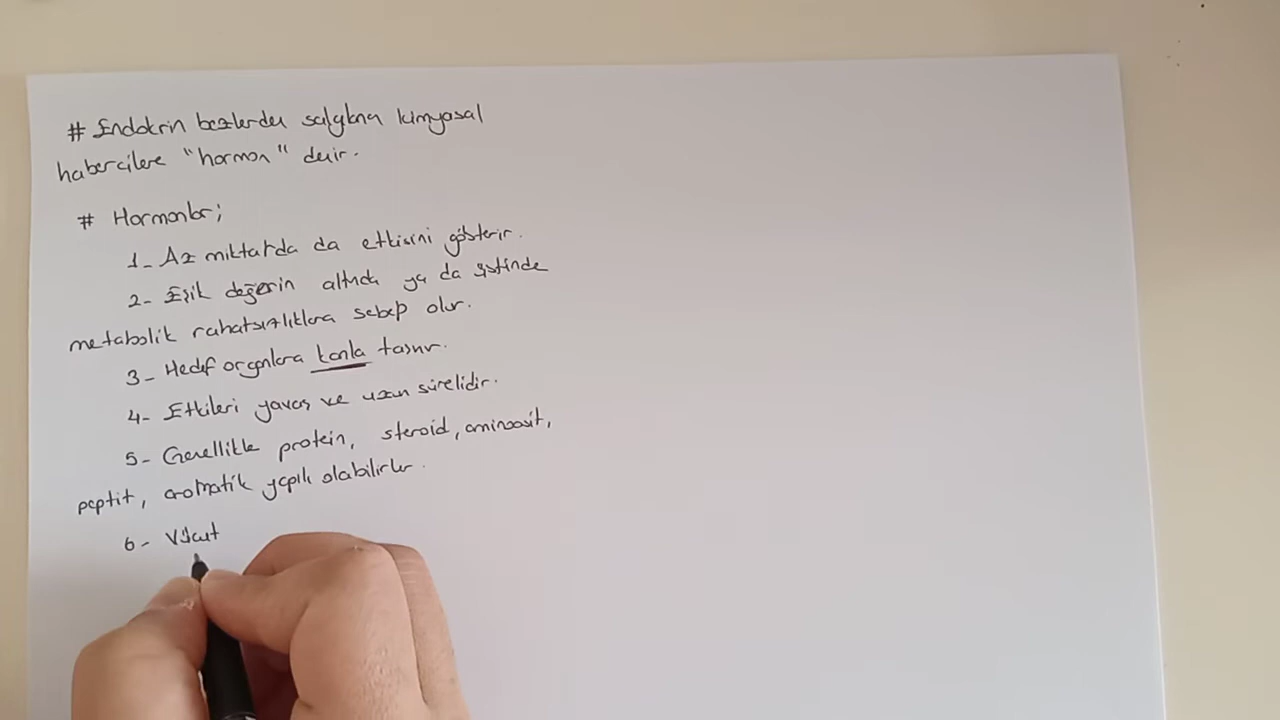 # Endokrin bezlerden salgılanan kimyasal
habercilere "hormon" denir.
# Hormonlar;
1- Az miktarda da etkisini gösterir.
2- Eşik değerin altında ya da üstünde
metabolik rahatsızlıklara sebep olur.
3- Hedef organlara kanla taşınır.
4- Etkileri yavaş ve uzun sürelidir.
5- Genellikle protein, steroid, aminoasit,
peptit, aromatik yapılı olabilirler.
6- Vücut